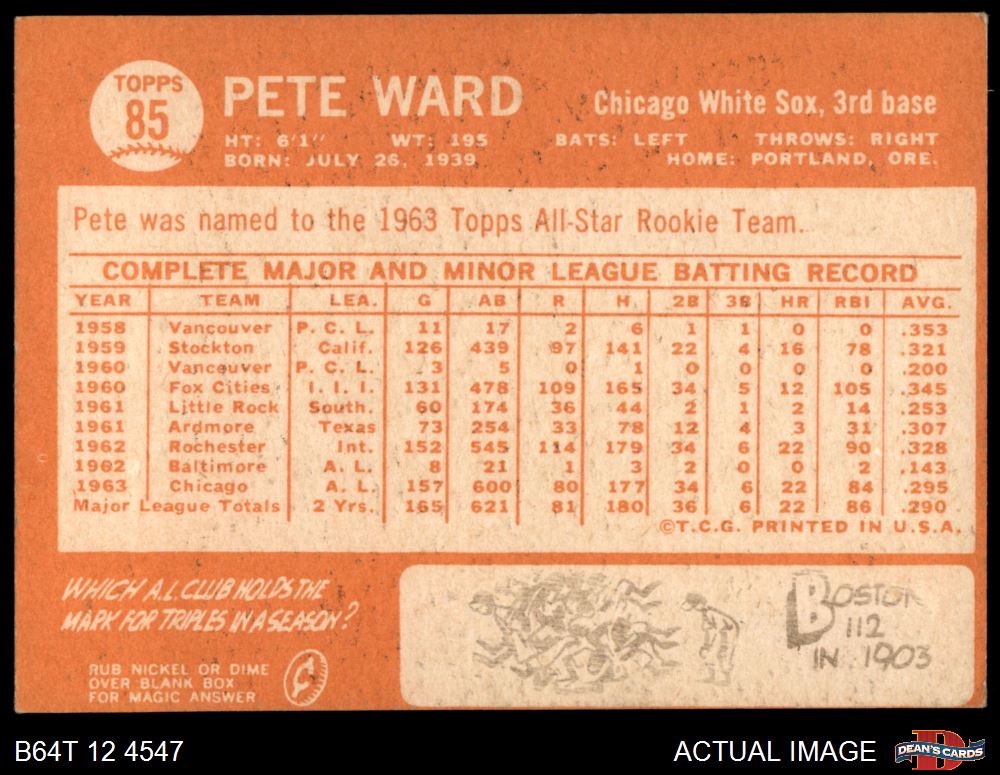 TOPPS
85
PETE WARD
Chicago White Sox, 3rd base
HT: 6'1" WT: 195 BATS: LEFT THROWS: RIGHT
BORN: JULY 26, 1939 HOME: PORTLAND, ORE.
Pete was named to the 1963 Topps All-Star Rookie Team.
COMPLETE MAJOR AND MINOR LEAGUE BATTING RECORD
YEAR TEAM LEA. G AB R H 2B 3B HR RBI AVG.
1958 Vancouver P. C. L. 11 17 2 6 1 1 0 0 .353
1959 Stockton Calif. 126 439 97 141 22 4 16 78 .321
1960 Vancouver P. C. L. 3 5 0 1 0 0 0 0 .200
1960 Fox Cities I. I. I. 131 478 109 165 34 5 12 105 .345
1961 Little Rock South. 60 174 36 44 2 1 2 14 .253
1961 Ardmore Texas 73 254 33 78 12 4 3 31 .307
1962 Rochester Int. 152 545 114 179 34 6 22 90 .328
1962 Baltimore A. L. 8 21 1 3 2 0 0 2 .143
1963 Chicago A. L. 157 600 80 177 34 6 22 84 .295
Major League Totals 2 Yrs. 165 621 81 180 36 6 22 86 .290
©T.C.G. PRINTED IN U.S.A.
WHICH A.L. CLUB HOLDS THE
MARK FOR TRIPLES IN A SEASON?
RUB NICKEL OR DIME
OVER BLANK BOX
FOR MAGIC ANSWER
BOSTON
112
IN 1903
B64T 12 4547
ACTUAL IMAGE
DEAN'S CARDS